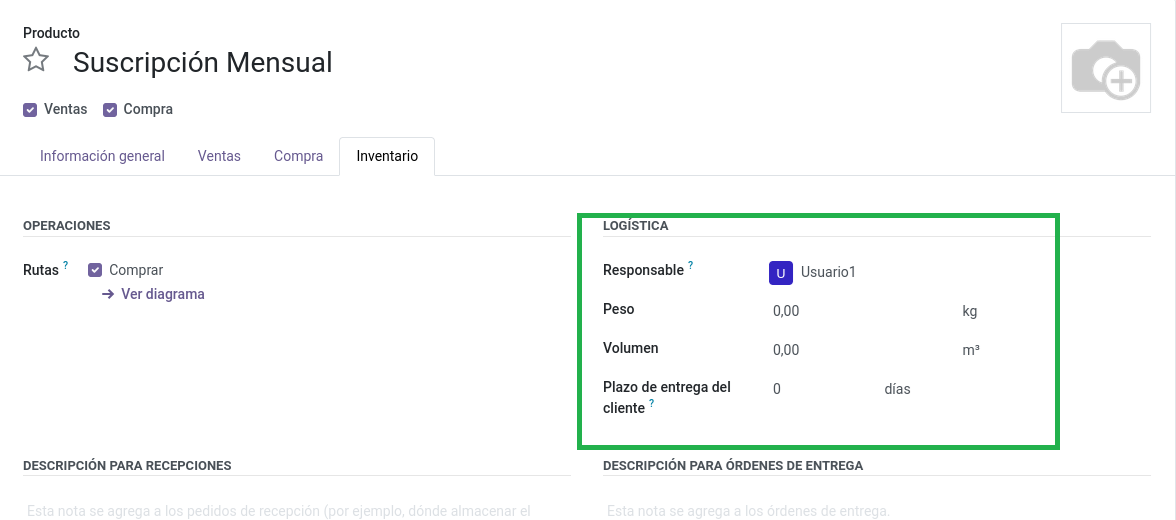 Producto
Suscripción Mensual
Ventas Compra
Información general Ventas Compra Inventario
OPERACIONES
Rutas ? Comprar
Ver diagrama
LOGÍSTICA
Responsable ? U Usuario1
Peso 0,00 kg
Volumen 0,00 m³
Plazo de entrega del
cliente ? 0 días
DESCRIPCIÓN PARA RECEPCIONES
Esta nota se agrega a los pedidos de recepción (por ejemplo, dónde almacenar el
DESCRIPCIÓN PARA ÓRDENES DE ENTREGA
Esta nota se agrega a los órdenes de entrega.